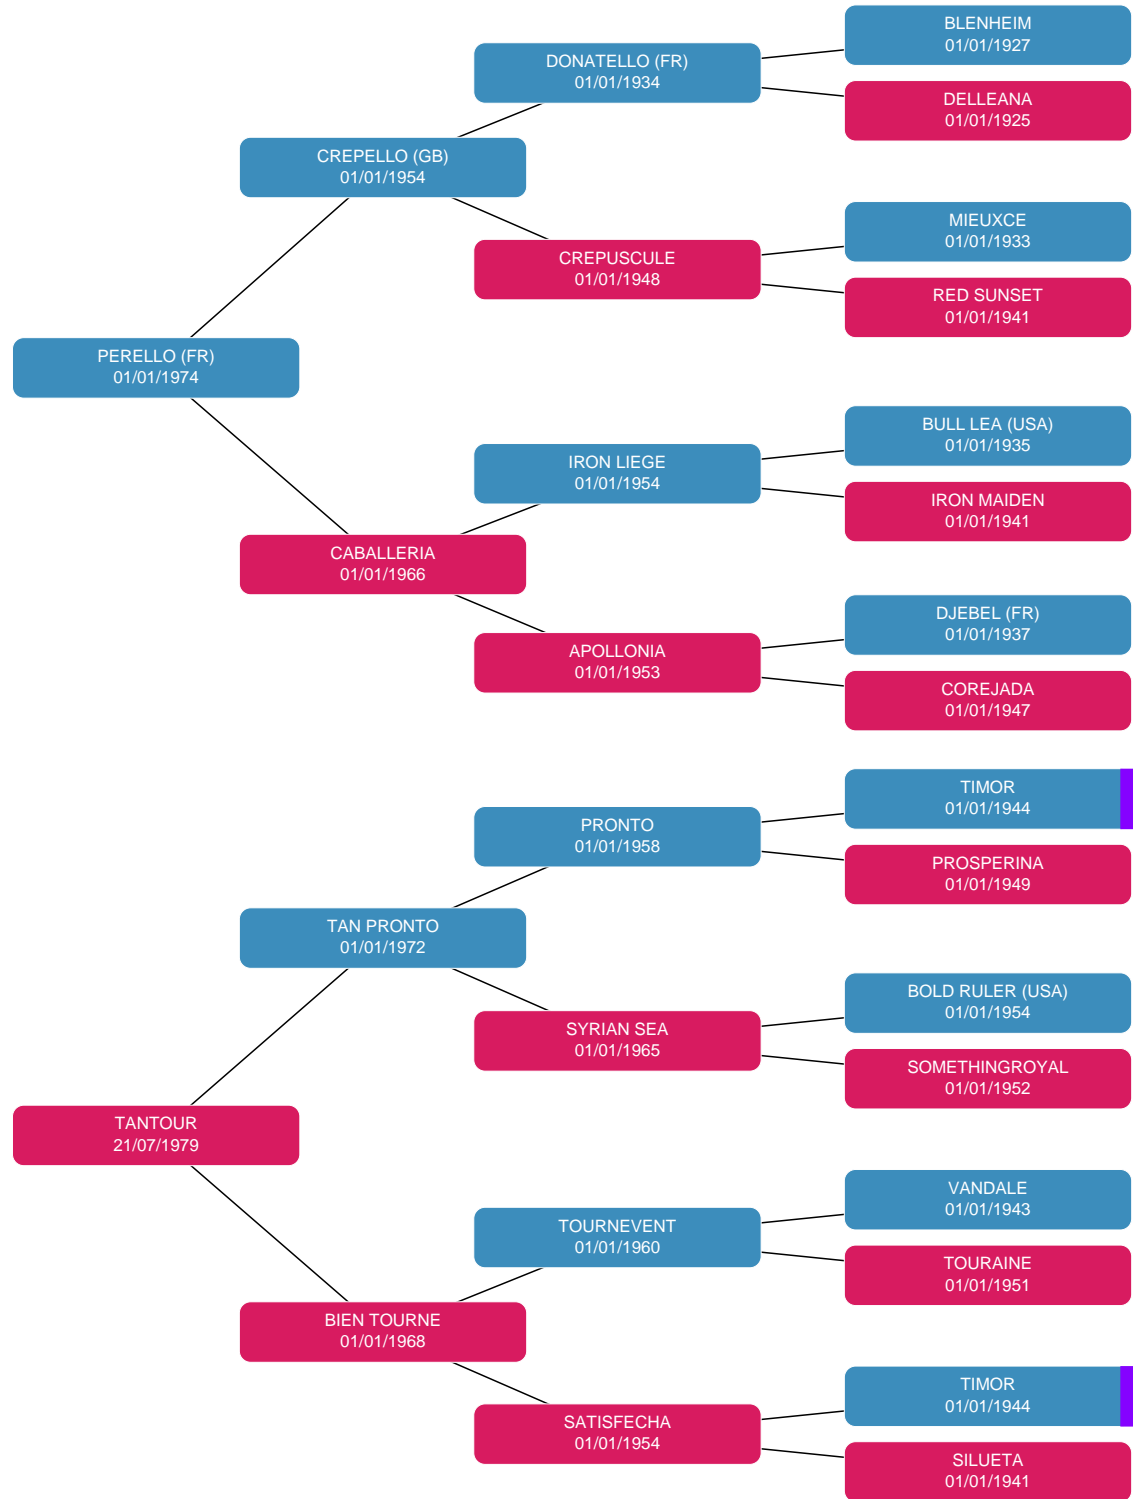 BLENHEIM
01/01/1927
DONATELLO (FR)
01/01/1934
DELLEANA
01/01/1925
CREPELLO (GB)
01/01/1954
MIEUXCE
01/01/1933
CREPUSCULE
01/01/1948
RED SUNSET
01/01/1941
PERELLO (FR)
01/01/1974
BULL LEA (USA)
01/01/1935
IRON LIEGE
01/01/1954
IRON MAIDEN
01/01/1941
CABALLERIA
01/01/1966
DJEBEL (FR)
01/01/1937
APOLLONIA
01/01/1953
COREJADA
01/01/1947
TIMOR
01/01/1944
PRONTO
01/01/1958
PROSPERINA
01/01/1949
TAN PRONTO
01/01/1972
BOLD RULER (USA)
01/01/1954
SYRIAN SEA
01/01/1965
SOMETHINGROYAL
01/01/1952
TANTOUR
21/07/1979
VANDALE
01/01/1943
TOURNEVENT
01/01/1960
TOURAINE
01/01/1951
BIEN TOURNE
01/01/1968
TIMOR
01/01/1944
SATISFECHA
01/01/1954
SILUETA
01/01/1941